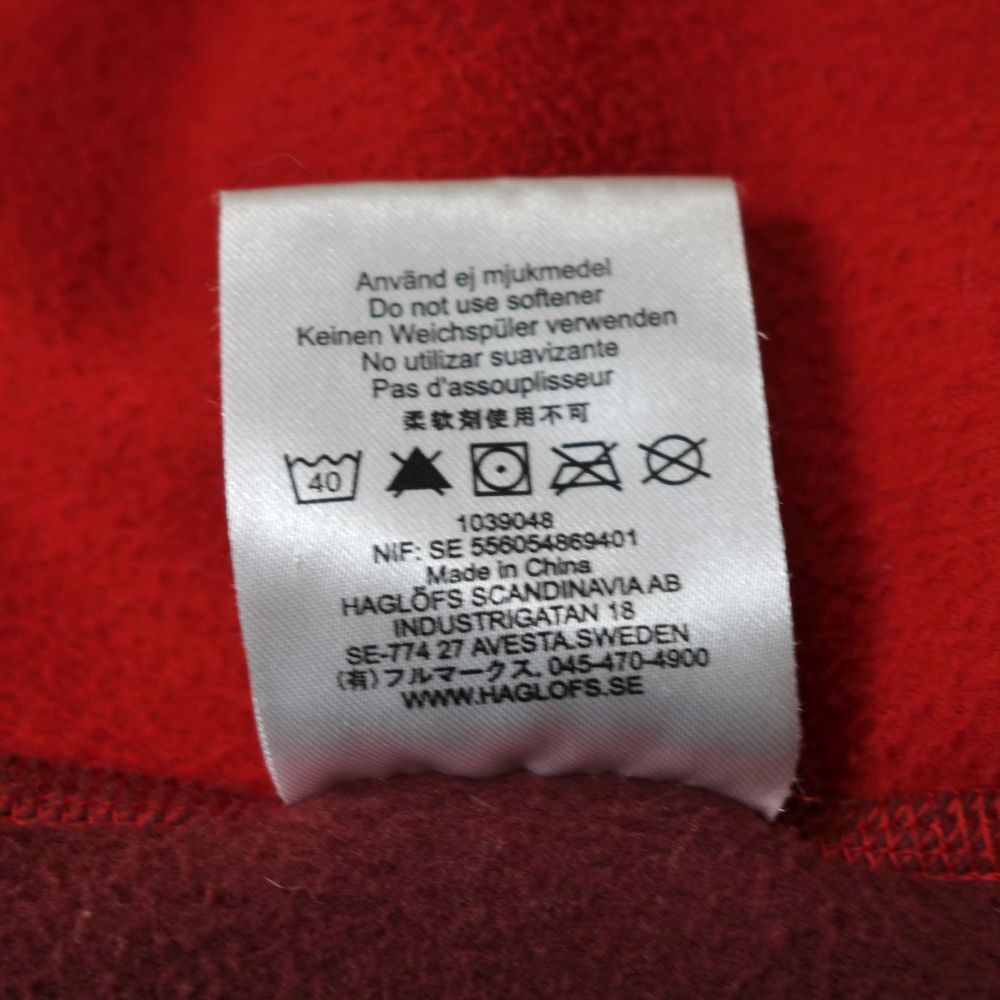 Använd ej mjukmedel
Do not use softener
Keinen Weichspüler verwenden
No utilizar suavizante
Pas d'assouplisseur
柔軟剤使用不可
40
1039048
NIF: SE 556054869401
Made in China
HAGLÖFS SCANDINAVIA AB
INDUSTRIGATAN 18
SE-774 27 AVESTA.SWEDEN
(有)フルマークス. 045-470-4900
WWW.HAGLOFS.SE